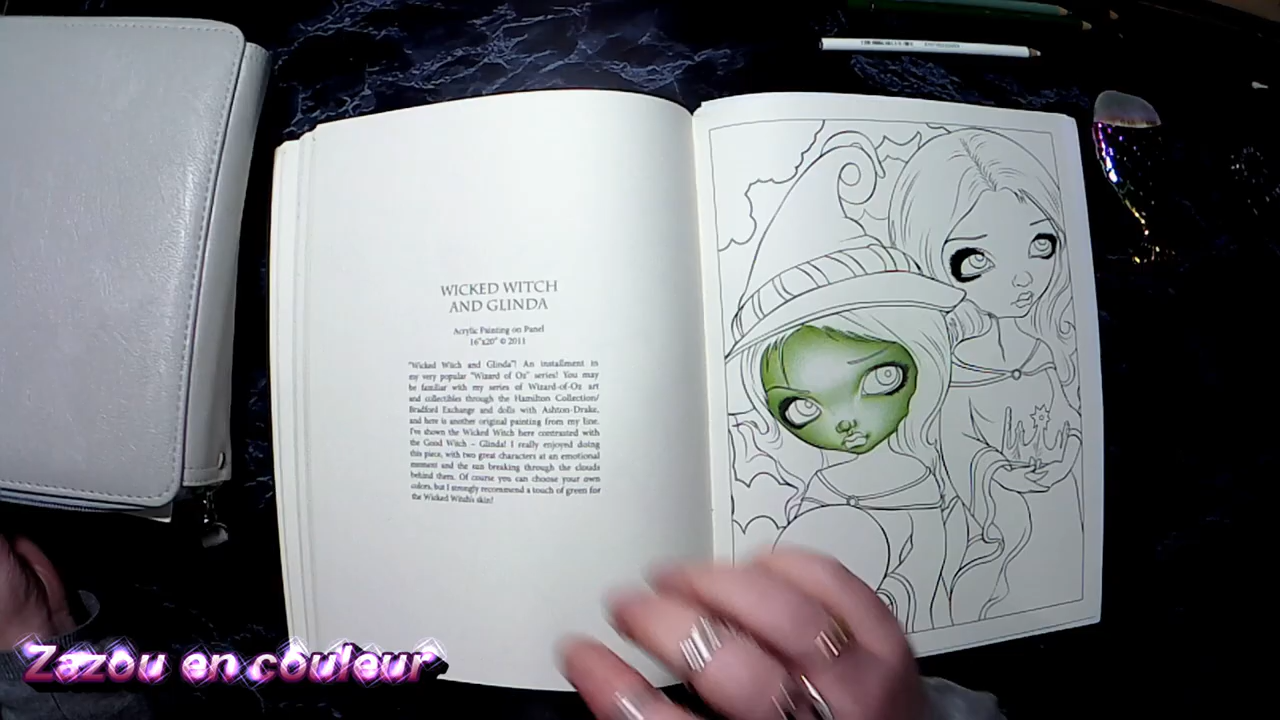 WICKED WITCH
AND GLINDA
Acrylic Painting on Panel
16"x20" © 2011
"Wicked Witch and Glinda"! An installment in
my very popular "Wizard of Oz" series! You may
be familiar with my series of Wizard-of-Oz art
and collectibles through the Hamilton Collection/
Bradford Exchange and dolls with Ashton-Drake,
and here is another original painting from my line.
I've shown the Wicked Witch here contrasted with
the Good Witch – Glinda! I really enjoyed doing
this piece, with two great characters at an emotional
moment and the sun breaking through the clouds
behind them. Of course you can choose your own
colors, but I strongly recommend a touch of green for
the Wicked Witch's skin!
Zazou en couleur